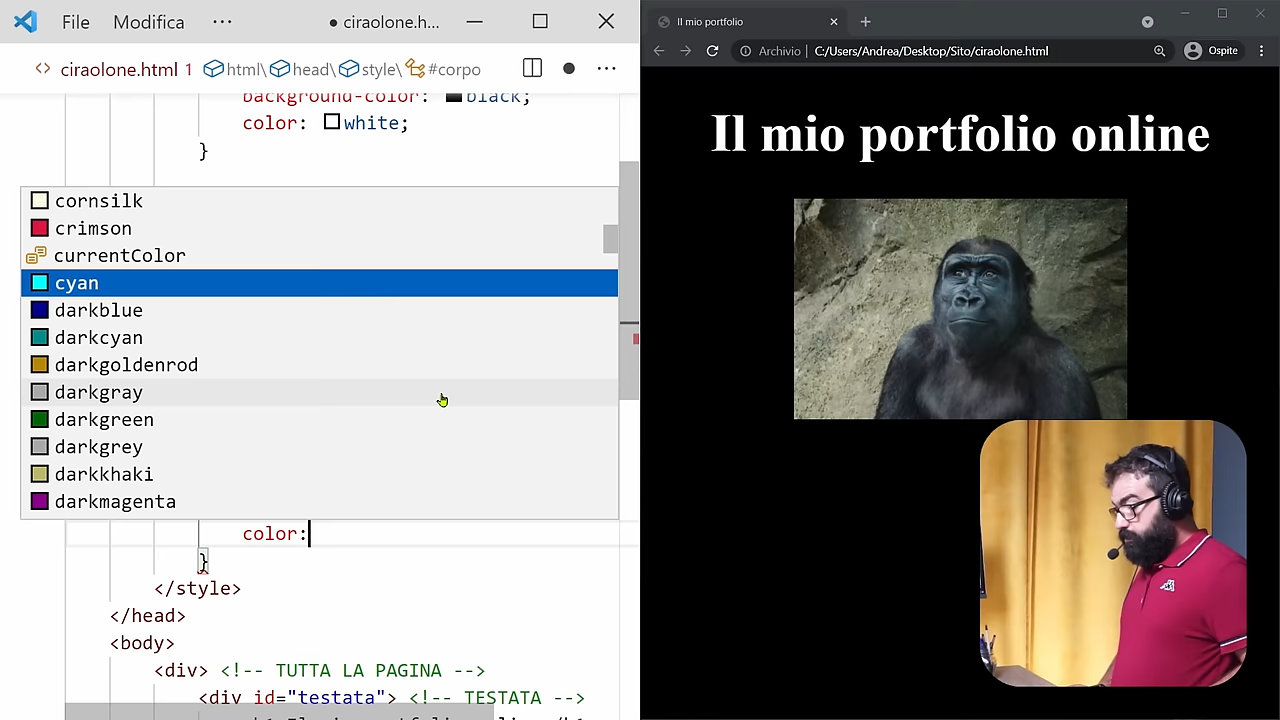 File Modifica ··· ● ciraolone.h...
<> ciraolone.html 1 html\ head\ style\ #corpo ● ···
background-color: black;
color: white;
}
cornsilk
crimson
currentColor
cyan
darkblue
darkcyan
darkgoldenrod
darkgray
darkgreen
darkgrey
darkkhaki
darkmagenta
color:
}
</style>
</head>
<body>
<div> <!-- TUTTA LA PAGINA -->
<div id="testata"> <!-- TESTATA -->
Il mio portfolio
Archivio | C:/Users/Andrea/Desktop/Sito/ciraolone.html Ospite
Il mio portfolio online